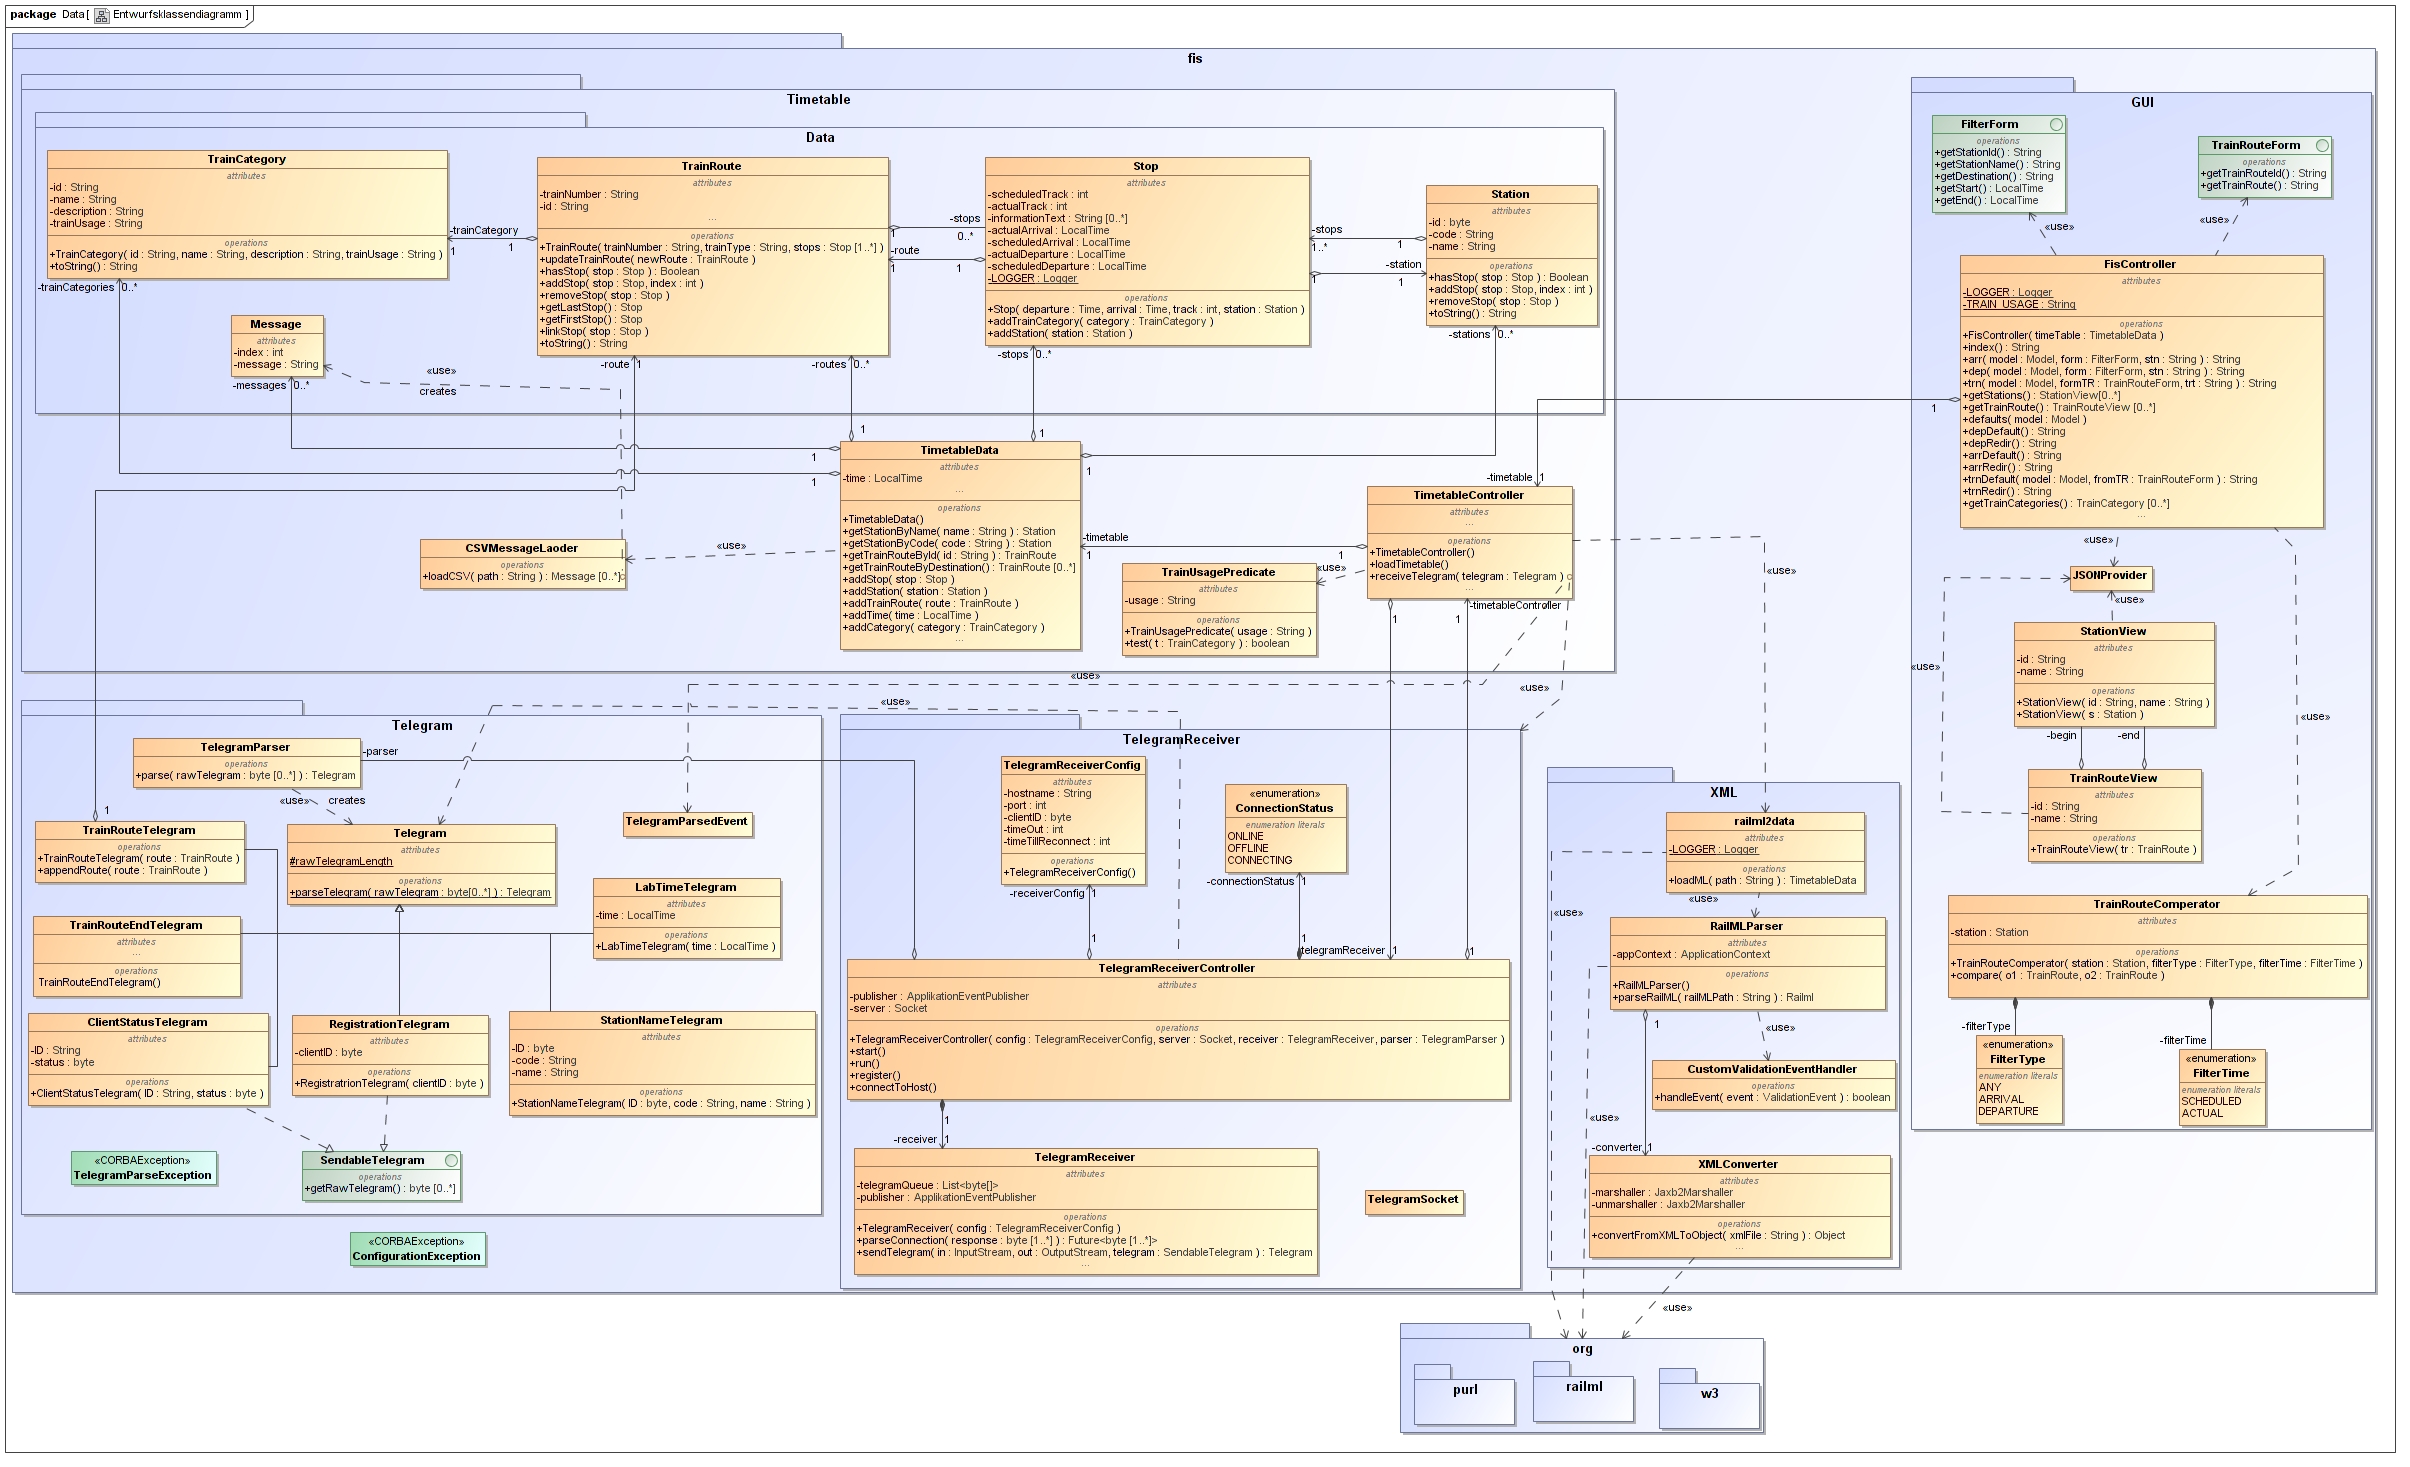 package Data[ Entwurfsklassendiagramm ]
fis
Timetable
Data
TrainCategory
attributes
-id : String
-name : String
-description : String
-trainUsage : String
operations
+TrainCategory( id : String, name : String, description : String, trainUsage : String )
+toString() : String
-trainCategory
1
1
-trainCategories
0..*
TrainRoute
attributes
-trainNumber : String
-id : String
...
operations
+TrainRoute( trainNumber : String, trainType : String, stops : Stop [1..*] )
+updateTrainRoute( newRoute : TrainRoute )
+hasStop( stop : Stop ) : Boolean
+addStop( stop : Stop, index : int )
+removeStop( stop : Stop )
+getLastStop() : Stop
+getFirstStop() : Stop
+linkStop( stop : Stop )
+toString() : String
-stops
1
0..*
-route
1
1
Stop
attributes
-scheduledTrack : int
-actualTrack : int
-informationText : String [0..*]
-actualArrival : LocalTime
-scheduledArrival : LocalTime
-actualDeparture : LocalTime
-scheduledDeparture : LocalTime
-LOGGER : Logger
operations
+Stop( departure : Time, arrival : Time, track : int, station : Station )
+addTrainCategory( category : TrainCategory )
+addStation( station : Station )
-stops
1..*
1
-station
1
1
Station
attributes
-id : byte
-code : String
-name : String
operations
+hasStop( stop : Stop ) : Boolean
+addStop( stop : Stop, index : int )
+removeStop( stop : Stop )
+toString() : String
-stations
0..*
Message
attributes
-index : int
-message : String
-messages
0..*
«use»
creates
-route
1
-routes
0..*
-stops
0..*
1
1
1
1
1
TimetableData
attributes
-time : LocalTime
...
operations
+TimetableData()
+getStationByName( name : String ) : Station
+getStationByCode( code : String ) : Station
+getTrainRouteById( id : String ) : TrainRoute
+getTrainRouteByDestination() : TrainRoute [0..*]
+addStop( stop : Stop )
+addStation( station : Station )
+addTrainRoute( route : TrainRoute )
+addTime( time : LocalTime )
+addCategory( category : TrainCategory )
...
CSVMessageLaoder
operations
+loadCSV( path : String ) : Message [0..*]
«use»
-timetable
1
1
TrainUsagePredicate
attributes
-usage : String
operations
+TrainUsagePredicate( usage : String )
+test( t : TrainCategory ) : boolean
«use»
-timetable
1
TimetableController
attributes
...
operations
+TimetableController()
+loadTimetable()
+receiveTelegram( telegram : Telegram )
...
-timetableController
1
1
«use»
«use»
«use»
«use»
GUI
FilterForm
operations
+getStationId() : String
+getStationName() : String
+getDestination() : String
+getStart() : LocalTime
+getEnd() : LocalTime
TrainRouteForm
operations
+getTrainRouteId() : String
+getTrainRoute() : String
«use»
«use»
FisController
attributes
-LOGGER : Logger
-TRAIN_USAGE : String
operations
+FisController( timeTable : TimetableData )
+index() : String
+arr( model : Model, form : FilterForm, stn : String ) : String
+dep( model : Model, form : FilterForm, stn : String ) : String
+trn( model : Model, formTR : TrainRouteForm, trt : String ) : String
+getStations() : StationView[0..*]
+getTrainRoute() : TrainRouteView [0..*]
+defaults( model : Model )
+depDefault() : String
+depRedir() : String
+arrDefault() : String
+arrRedir() : String
+trnDefault( model : Model, fromTR : TrainRouteForm ) : String
+trnRedir() : String
+getTrainCategories() : TrainCategory [0..*]
...
1
«use»
JSONProvider
«use»
StationView
attributes
-id : String
-name : String
operations
+StationView( id : String, name : String )
+StationView( s : Station )
«use»
«use»
-begin
-end
TrainRouteView
attributes
-id : String
-name : String
operations
+TrainRouteView( tr : TrainRoute )
TrainRouteComperator
attributes
-station : Station
operations
+TrainRouteComperator( station : Station, filterType : FilterType, filterTime : FilterTime )
+compare( o1 : TrainRoute, o2 : TrainRoute )
-filterType
-filterTime
«enumeration»
FilterType
enumeration literals
ANY
ARRIVAL
DEPARTURE
«enumeration»
FilterTime
enumeration literals
SCHEDULED
ACTUAL
Telegram
TelegramParser
operations
+parse( rawTelegram : byte [0..*] ) : Telegram
-parser
«use»
creates
1
TrainRouteTelegram
operations
+TrainRouteTelegram( route : TrainRoute )
+appendRoute( route : TrainRoute )
Telegram
attributes
#rawTelegramLength
operations
+parseTelegram( rawTelegram : byte[0..*] ) : Telegram
TelegramParsedEvent
LabTimeTelegram
attributes
-time : LocalTime
operations
+LabTimeTelegram( time : LocalTime )
TrainRouteEndTelegram
attributes
...
operations
TrainRouteEndTelegram()
ClientStatusTelegram
attributes
-ID : String
-status : byte
operations
+ClientStatusTelegram( ID : String, status : byte )
RegistrationTelegram
attributes
-clientID : byte
operations
+RegistrartionTelegram( clientID : byte )
StationNameTelegram
attributes
-ID : byte
-code : String
-name : String
operations
+StationNameTelegram( ID : byte, code : String, name : String )
«CORBAException»
TelegramParseException
SendableTelegram
operations
+getRawTelegram() : byte [0..*]
«CORBAException»
ConfigurationException
TelegramReceiver
TelegramReceiverConfig
attributes
-hostname : String
-port : int
-clientID : byte
-timeOut : int
-timeTillReconnect : int
operations
+TelegramReceiverConfig()
-receiverConfig
1
1
«enumeration»
ConnectionStatus
enumeration literals
ONLINE
OFFLINE
CONNECTING
-connectionStatus
1
1
-telegramReceiver
1
1
TelegramReceiverController
attributes
-publisher : ApplikationEventPublisher
-server : Socket
operations
+TelegramReceiverController( config : TelegramReceiverConfig, server : Socket, receiver : TelegramReceiver, parser : TelegramParser )
+start()
+run()
+register()
+connectToHost()
1
-receiver
1
TelegramReceiver
attributes
-telegramQueue : List<byte[]>
-publisher : ApplikationEventPublisher
operations
+TelegramReceiver( config : TelegramReceiverConfig )
+parseConnection( response : byte [1..*] ) : Future<byte [1..*]>
+sendTelegram( in : InputStream, out : OutputStream, telegram : SendableTelegram ) : Telegram
...
TelegramSocket
XML
railml2data
attributes
-LOGGER : Logger
operations
+loadML( path : String ) : TimetableData
«use»
«use»
RailMLParser
attributes
-appContext : ApplicationContext
operations
+RailMLParser()
+parseRailML( railMLPath : String ) : Railml
1
«use»
CustomValidationEventHandler
operations
+handleEvent( event : ValidationEvent ) : boolean
«use»
-converter
1
XMLConverter
attributes
-marshaller : Jaxb2Marshaller
-unmarshaller : Jaxb2Marshaller
operations
+convertFromXMLToObject( xmlFile : String ) : Object
...
«use»
org
purl
railml
w3